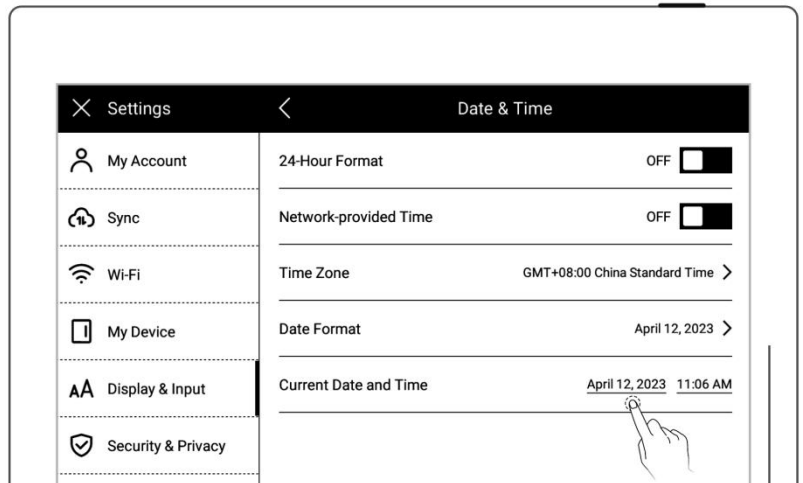 Settings
Date & Time
My Account
24-Hour Format
OFF
Sync
Network-provided Time
OFF
Wi-Fi
Time Zone
GMT+08:00 China Standard Time
My Device
Date Format
April 12, 2023
AA Display & Input
Current Date and Time
April 12, 2023 11:06 AM
Security & Privacy